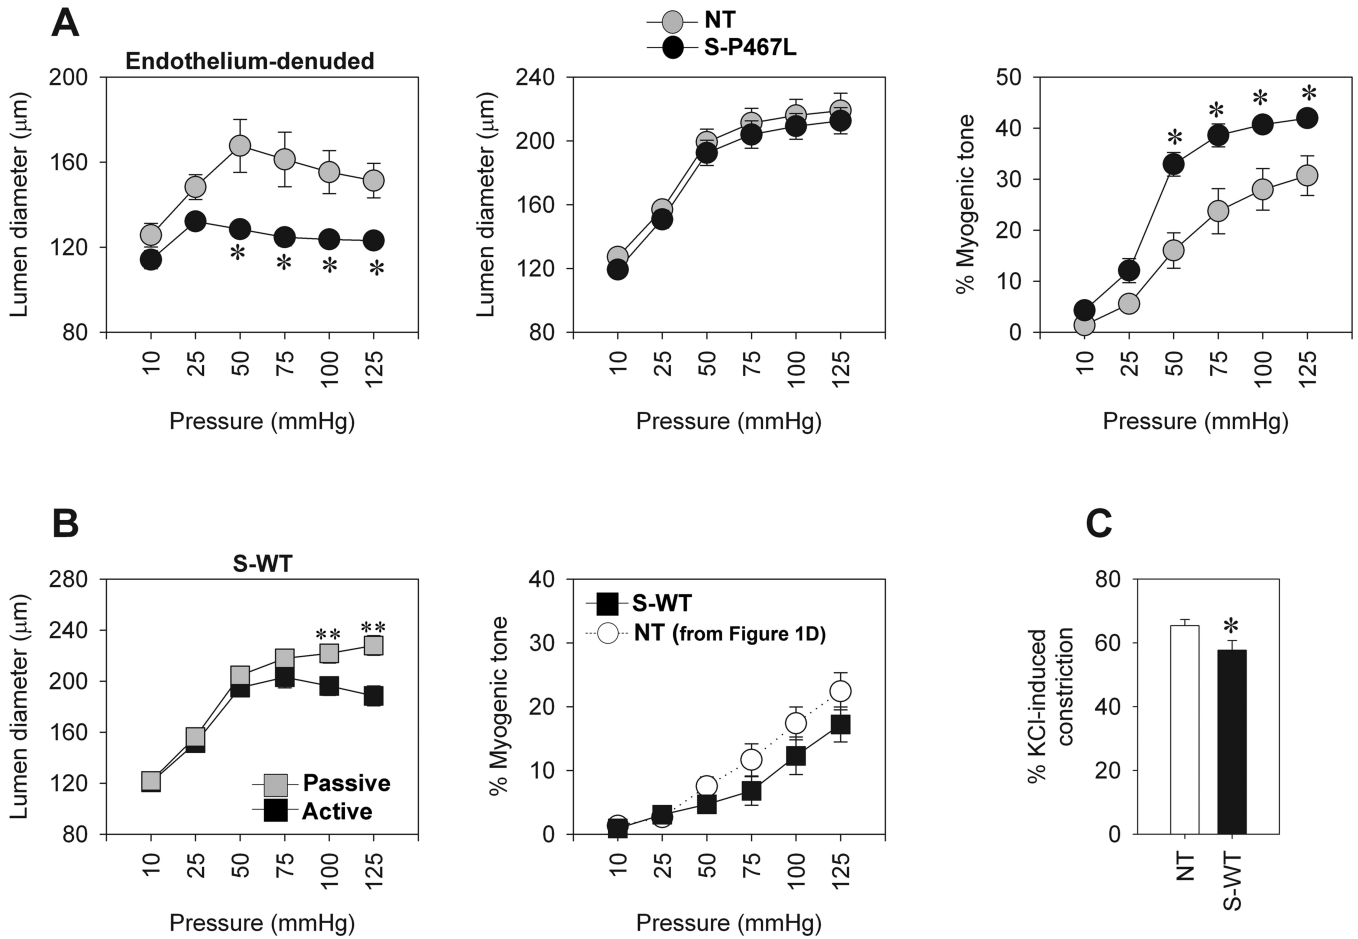 A
NT
S-P467L
Endothelium-denuded
Lumen diameter (μm)
200
160
120
80
*
*
*
*
10
25
50
75
100
125
Pressure (mmHg)
Lumen diameter (μm)
240
200
160
120
80
10
25
50
75
100
125
Pressure (mmHg)
% Myogenic tone
50
40
30
20
10
0
*
*
*
*
10
25
50
75
100
125
Pressure (mmHg)
B
S-WT
Lumen diameter (μm)
280
240
200
160
120
80
**
**
Passive
Active
10
25
50
75
100
125
Pressure (mmHg)
% Myogenic tone
40
30
20
10
0
S-WT
NT (from Figure 1D)
10
25
50
75
100
125
Pressure (mmHg)
C
% KCl-induced
constriction
80
60
40
20
0
*
NT
S-WT